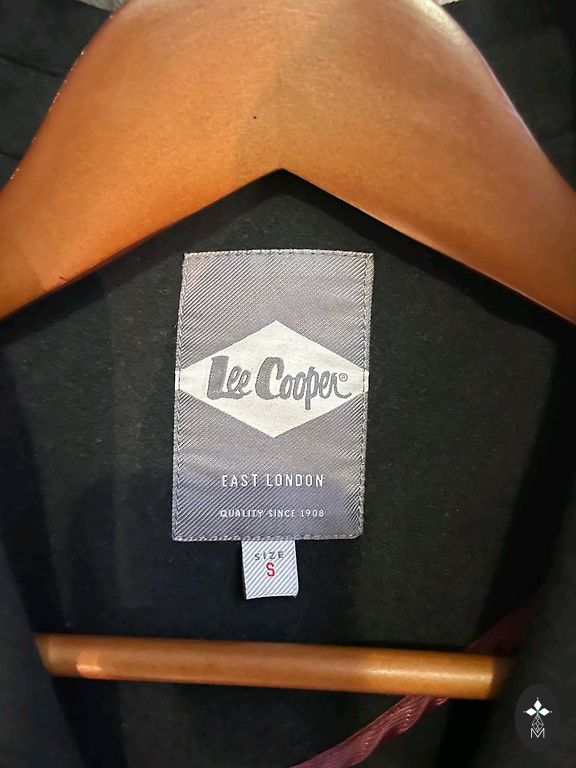 Lee Cooper®
EAST LONDON
QUALITY SINCE 1908
SIZE
S
M